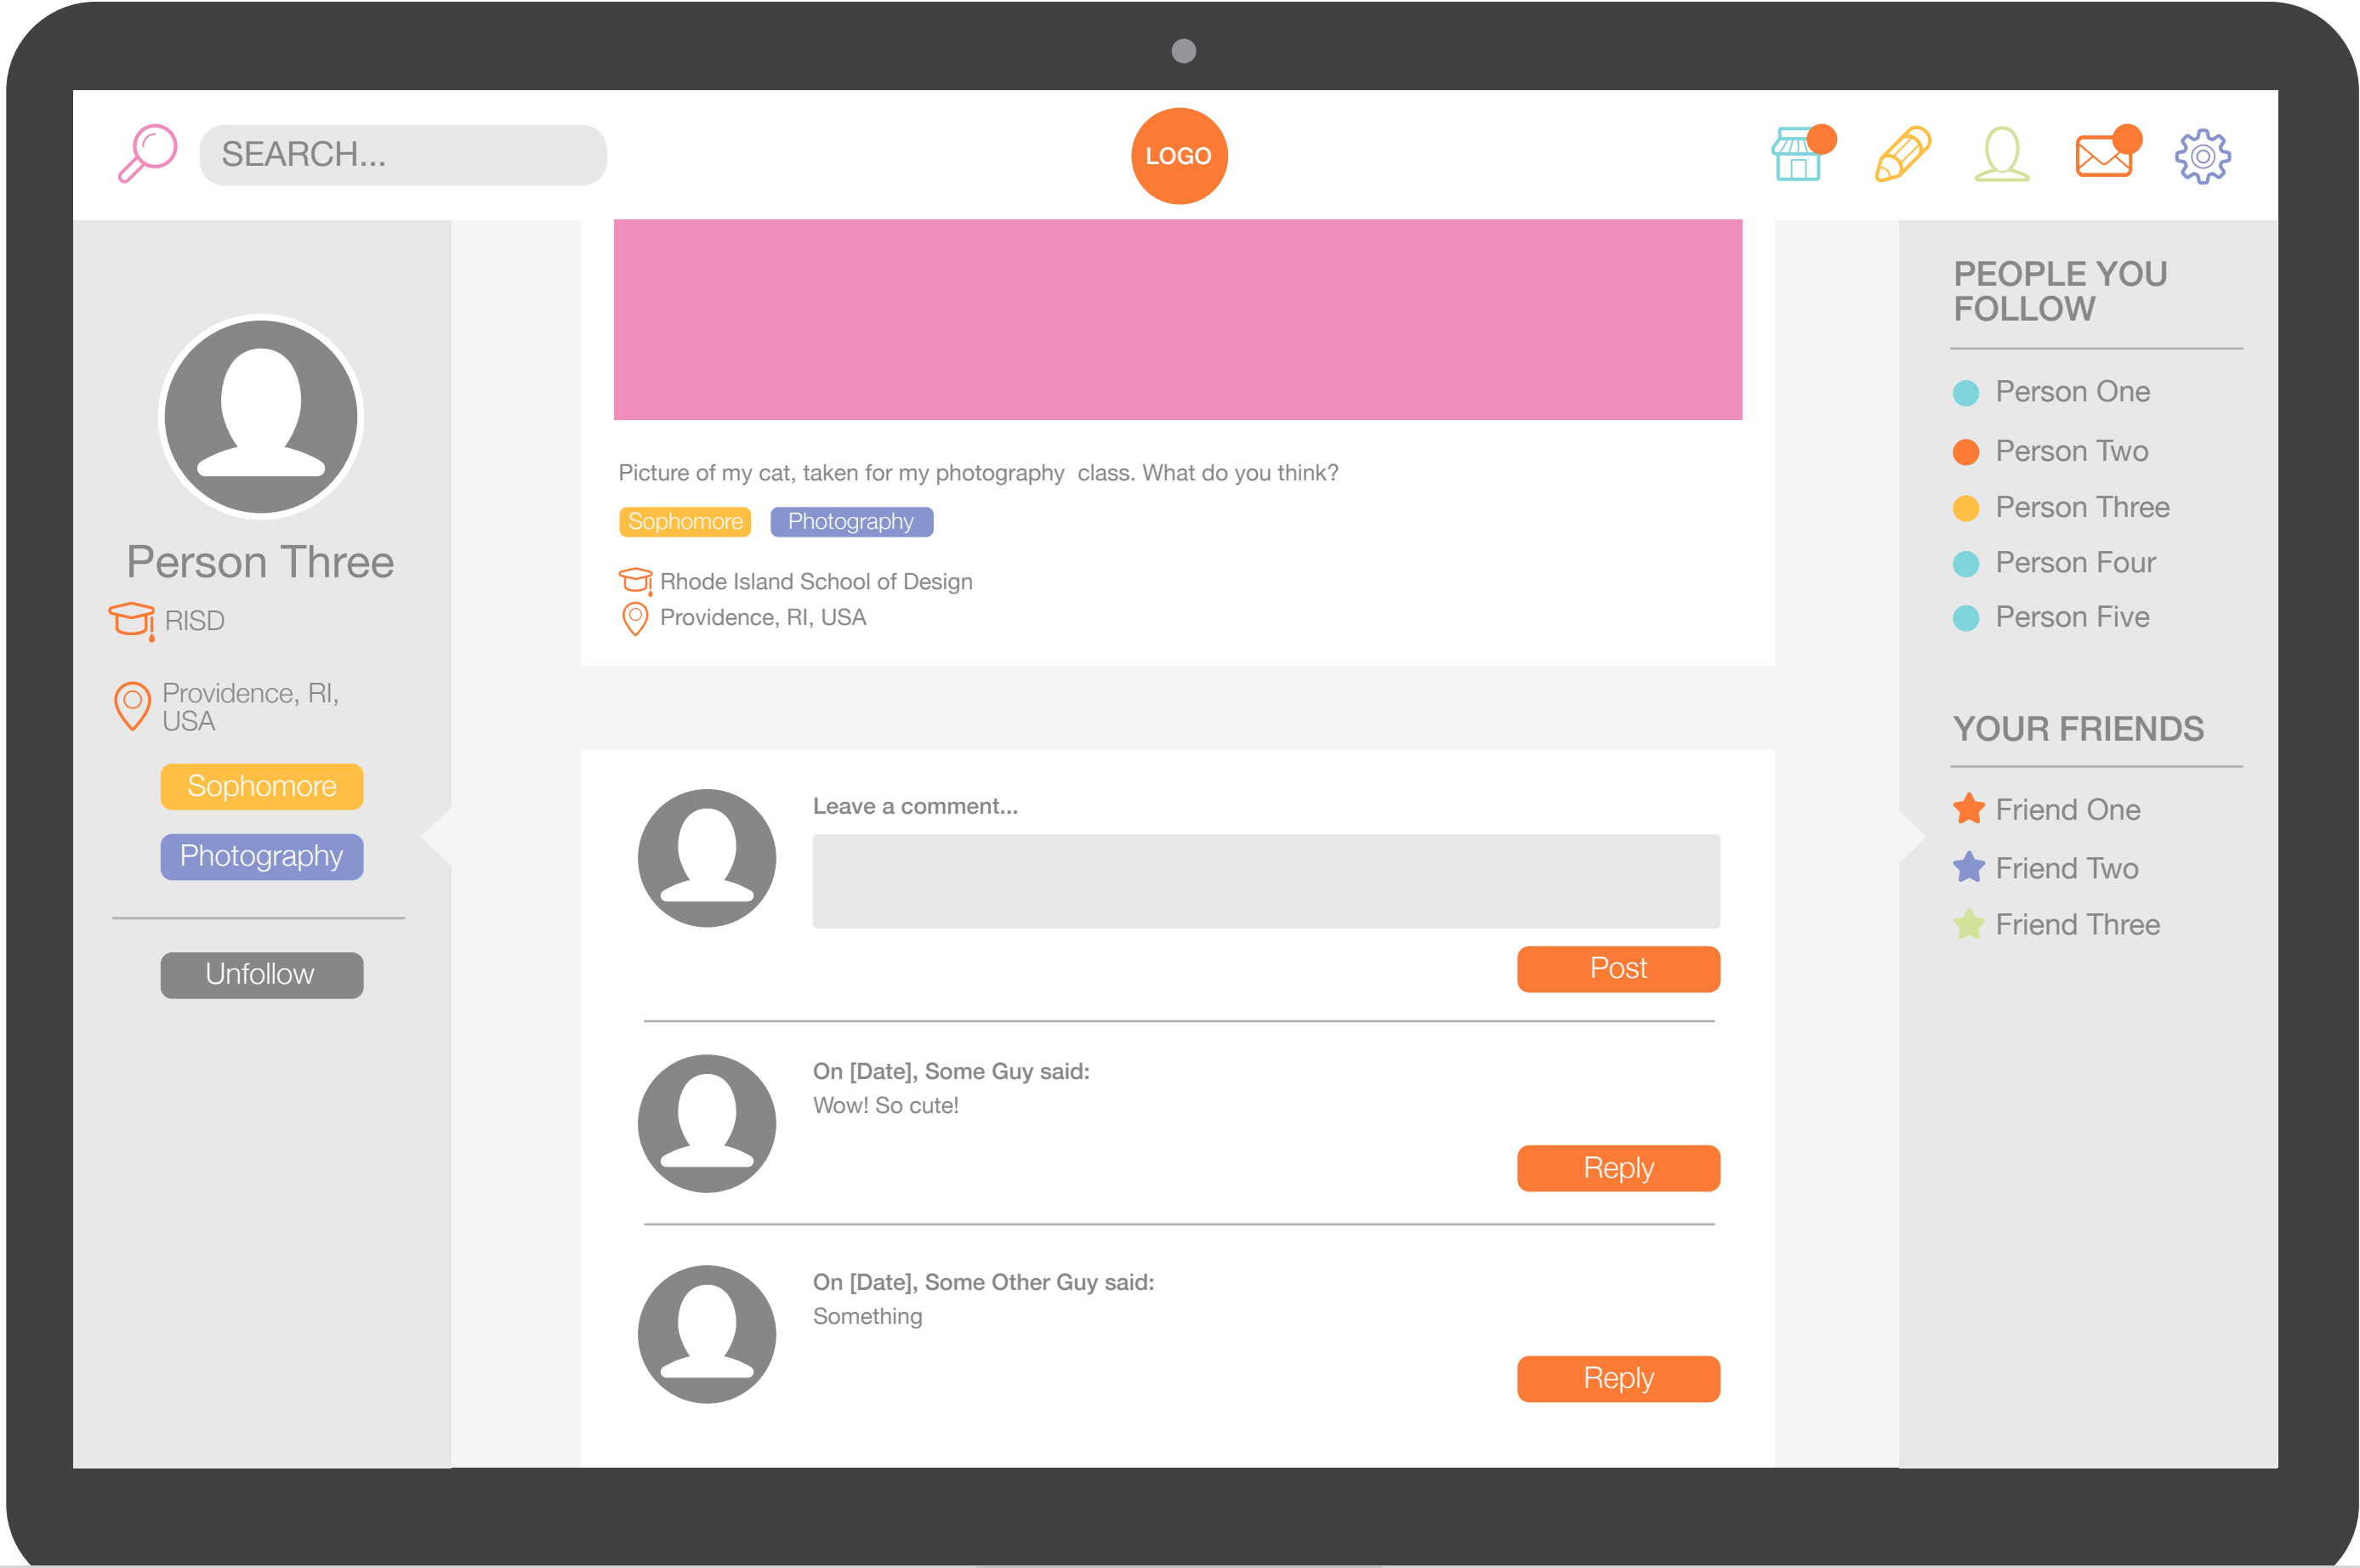 SEARCH...
LOGO
Person Three
RISD
Providence, RI,
USA
Sophomore
Photography
Unfollow
Picture of my cat, taken for my photography  class. What do you think?
Sophomore
Photography
Rhode Island School of Design
Providence, RI, USA
Leave a comment...
Post
On [Date], Some Guy said:
Wow! So cute!
Reply
On [Date], Some Other Guy said:
Something
Reply
PEOPLE YOU
FOLLOW
Person One
Person Two
Person Three
Person Four
Person Five
YOUR FRIENDS
Friend One
Friend Two
Friend Three